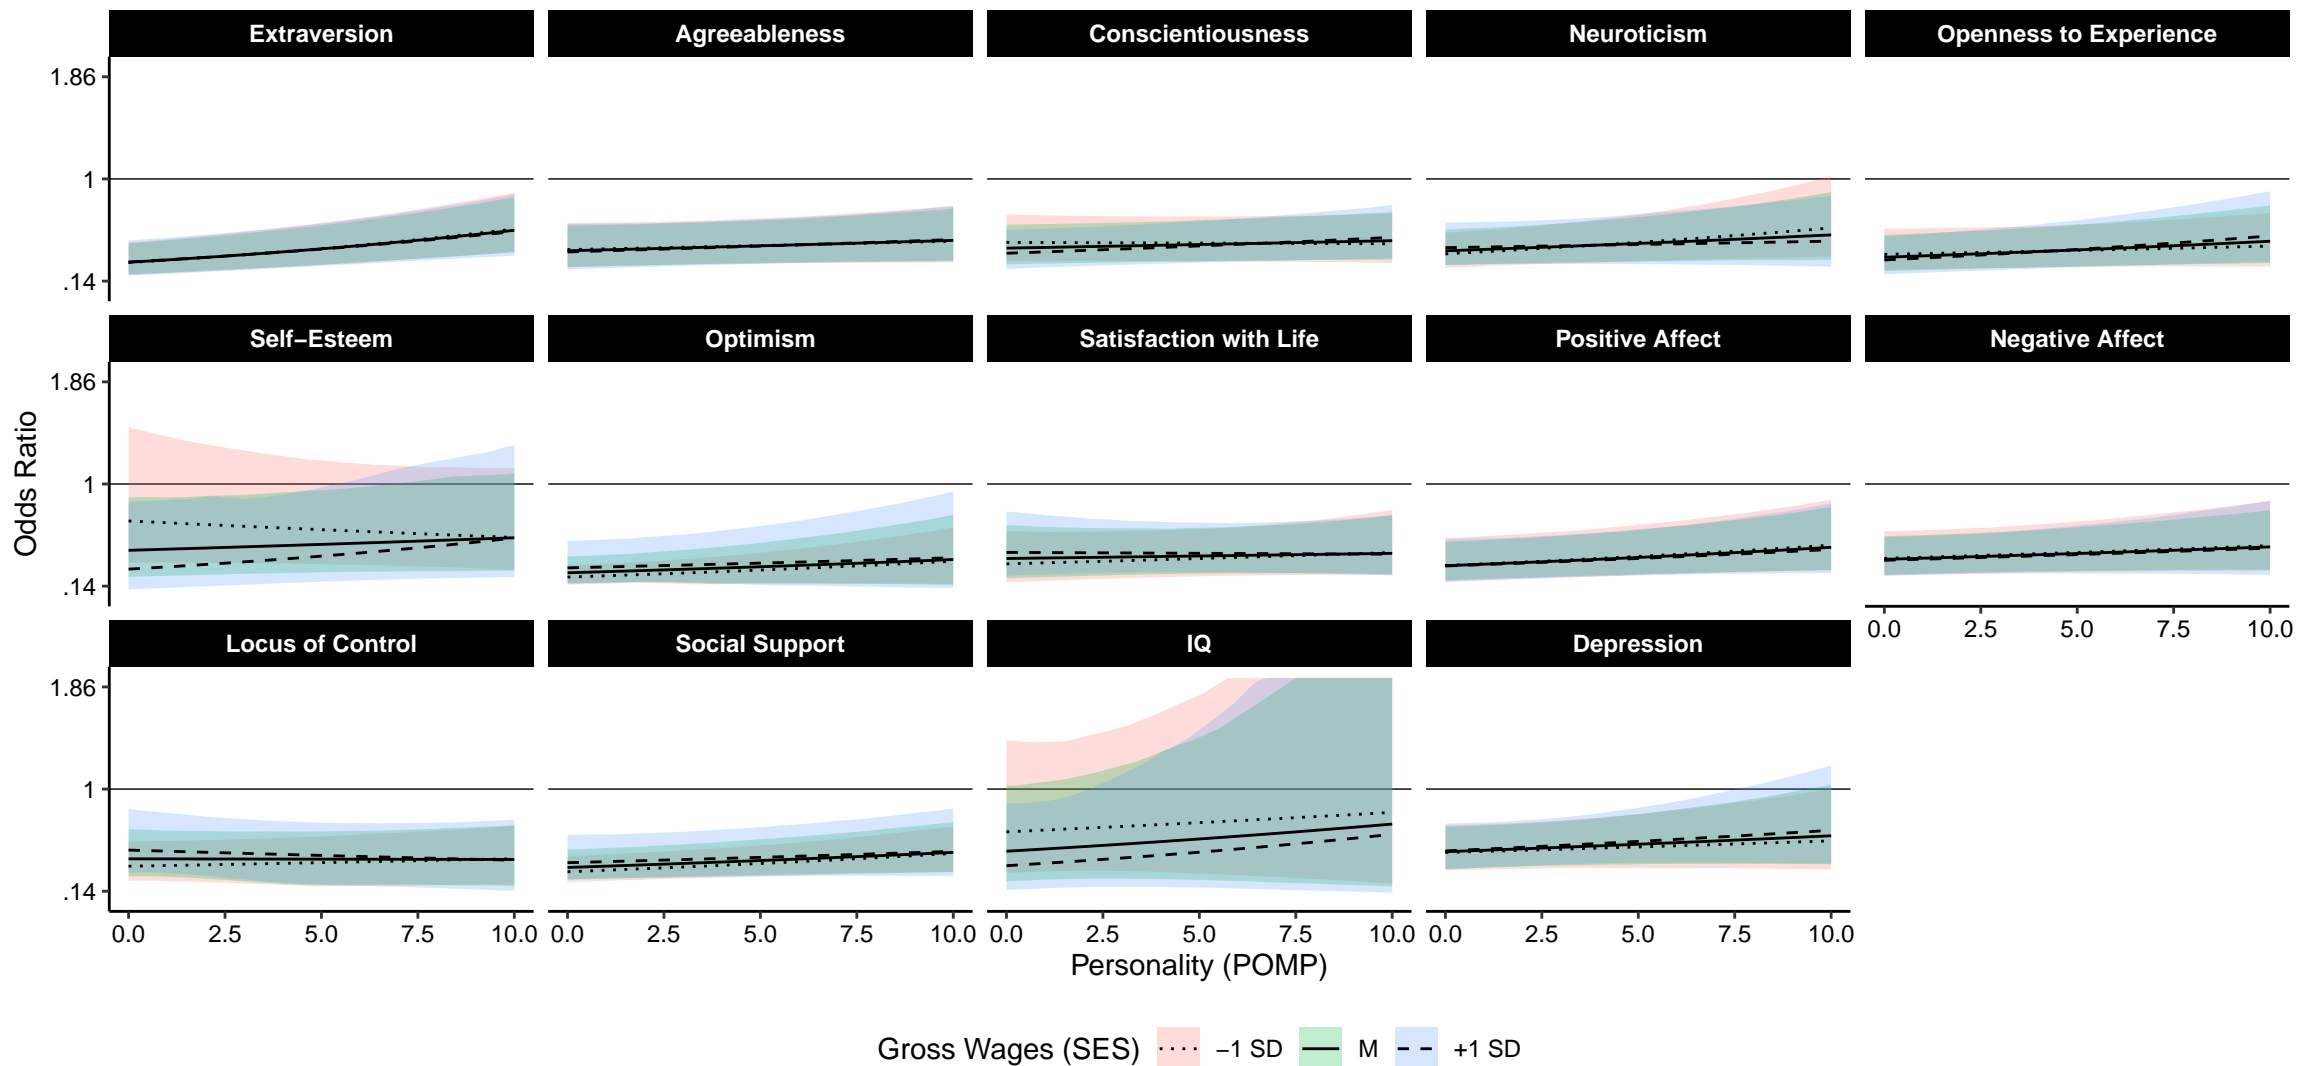 Extraversion
Agreeableness
Conscientiousness
Neuroticism
Openness to Experience
1.86
1
.14
Self−Esteem
Optimism
Satisfaction with Life
Positive Affect
Negative Affect
1.86
1
.14
0.0 2.5 5.0 7.5 10.0
Locus of Control
Social Support
IQ
Depression
1.86
1
.14
0.0 2.5 5.0 7.5 10.0
0.0 2.5 5.0 7.5 10.0
0.0 2.5 5.0 7.5 10.0
0.0 2.5 5.0 7.5 10.0
Odds Ratio
Personality (POMP)
Gross Wages (SES) −1 SD M +1 SD